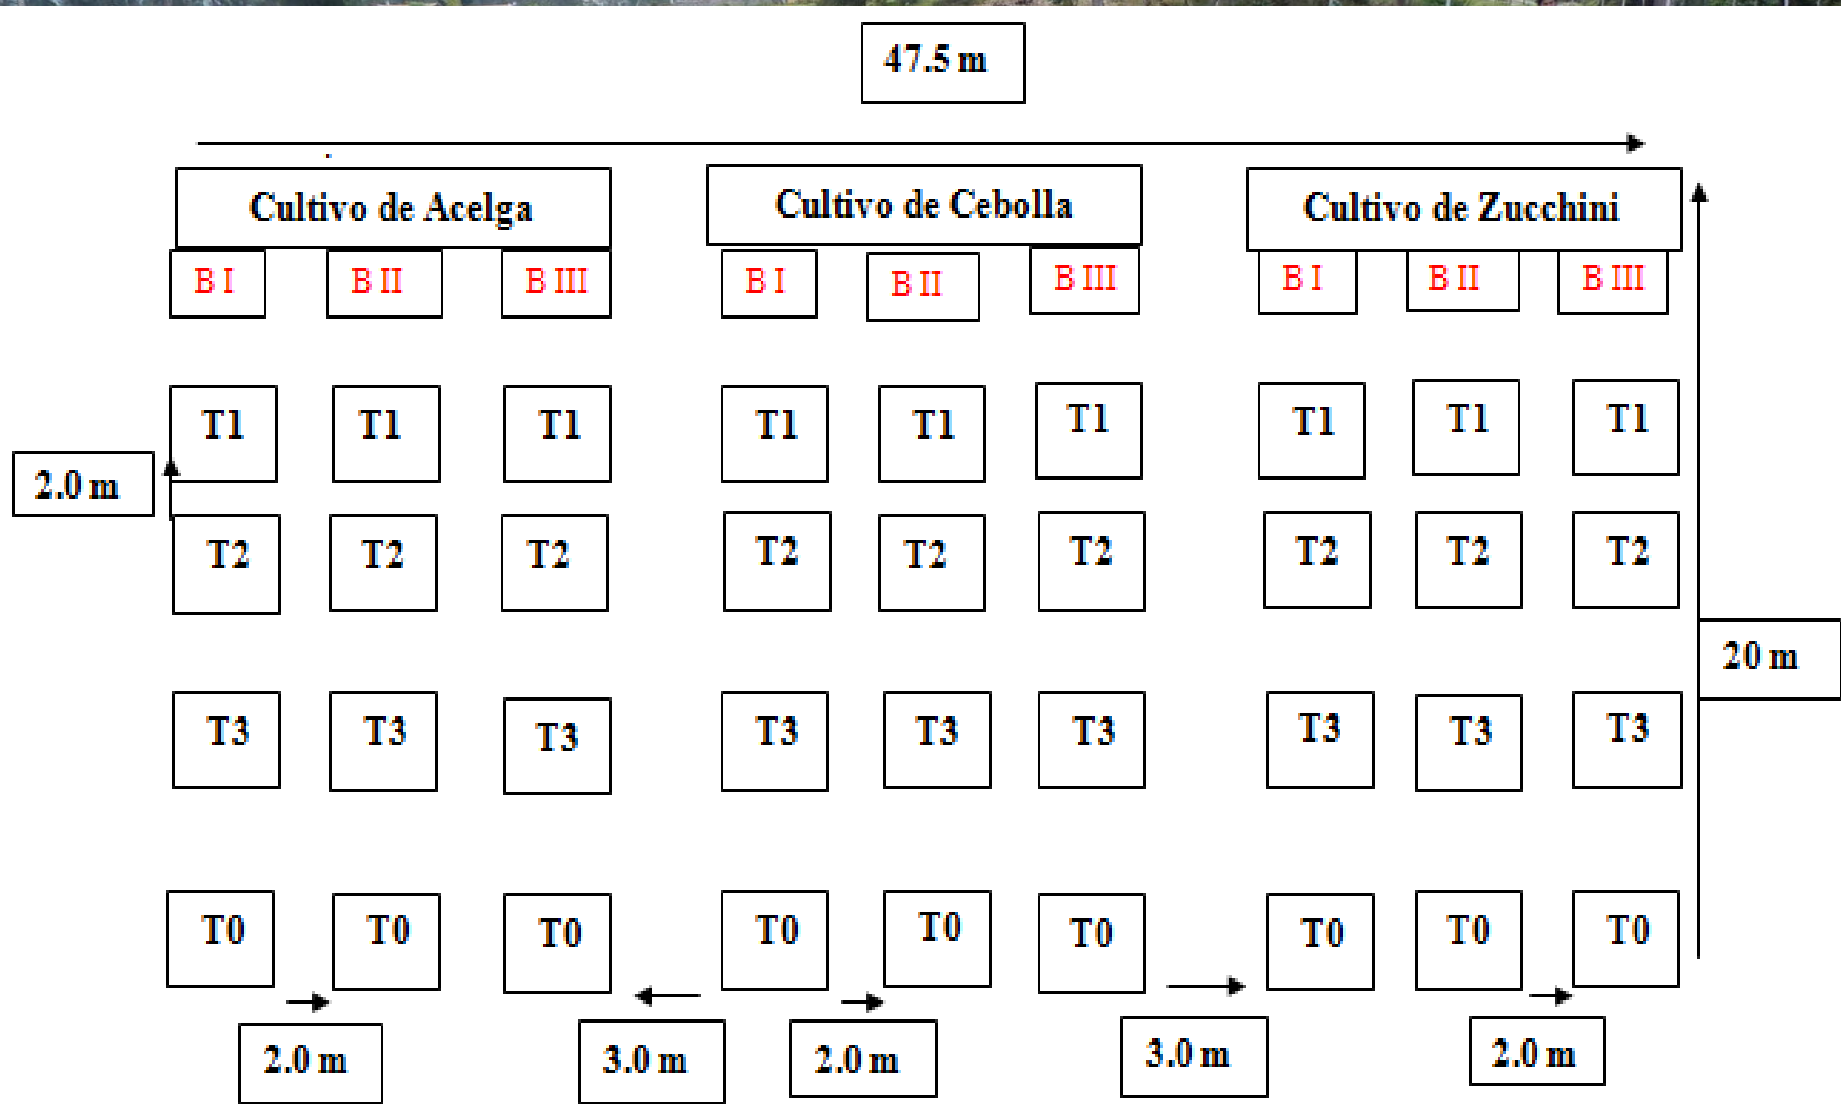 47.5 m
Cultivo de Acelga Cultivo de Cebolla Cultivo de Zucchini
B I B II B III B I B II B III B I B II B III
T1 T1 T1 T1 T1 T1 T1 T1 T1
2.0 m
T2 T2 T2 T2 T2 T2 T2 T2 T2
20 m
T3 T3 T3 T3 T3 T3 T3 T3 T3
T0 T0 T0 T0 T0 T0 T0 T0 T0
2.0 m 3.0 m 2.0 m 3.0 m 2.0 m